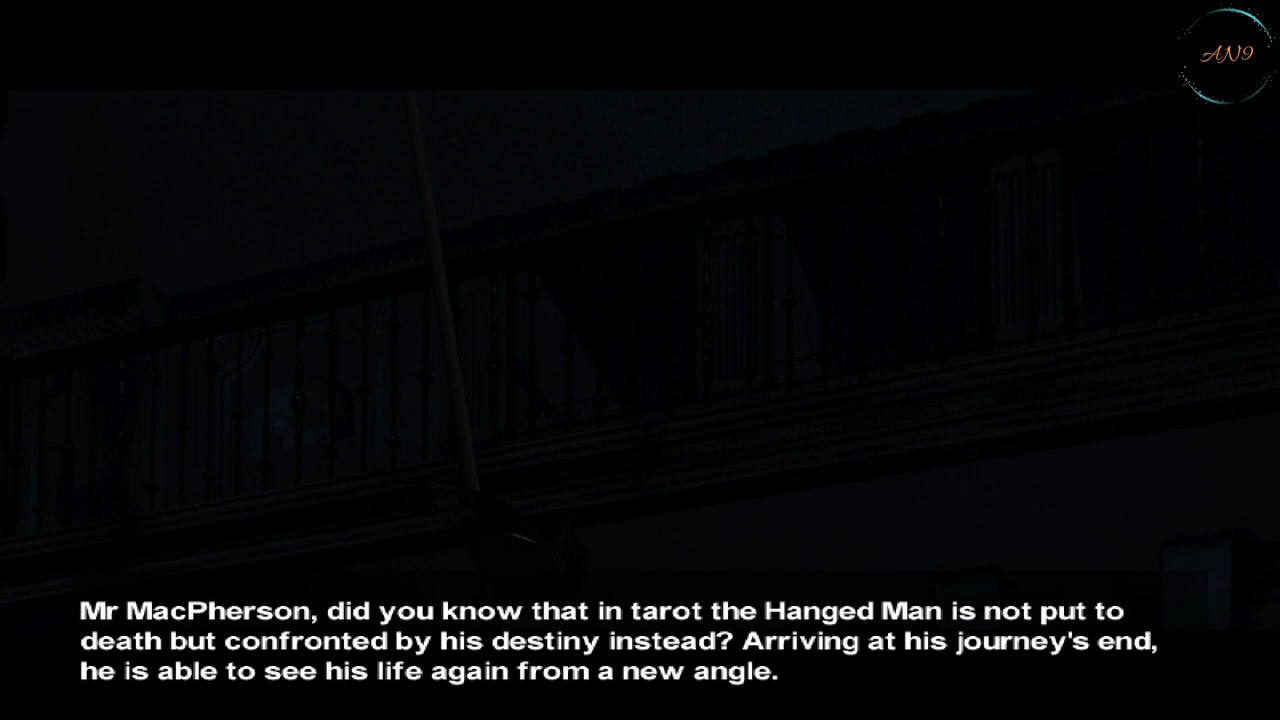 AN9
Mr MacPherson, did you know that in tarot the Hanged Man is not put to
death but confronted by his destiny instead? Arriving at his journey's end,
he is able to see his life again from a new angle.